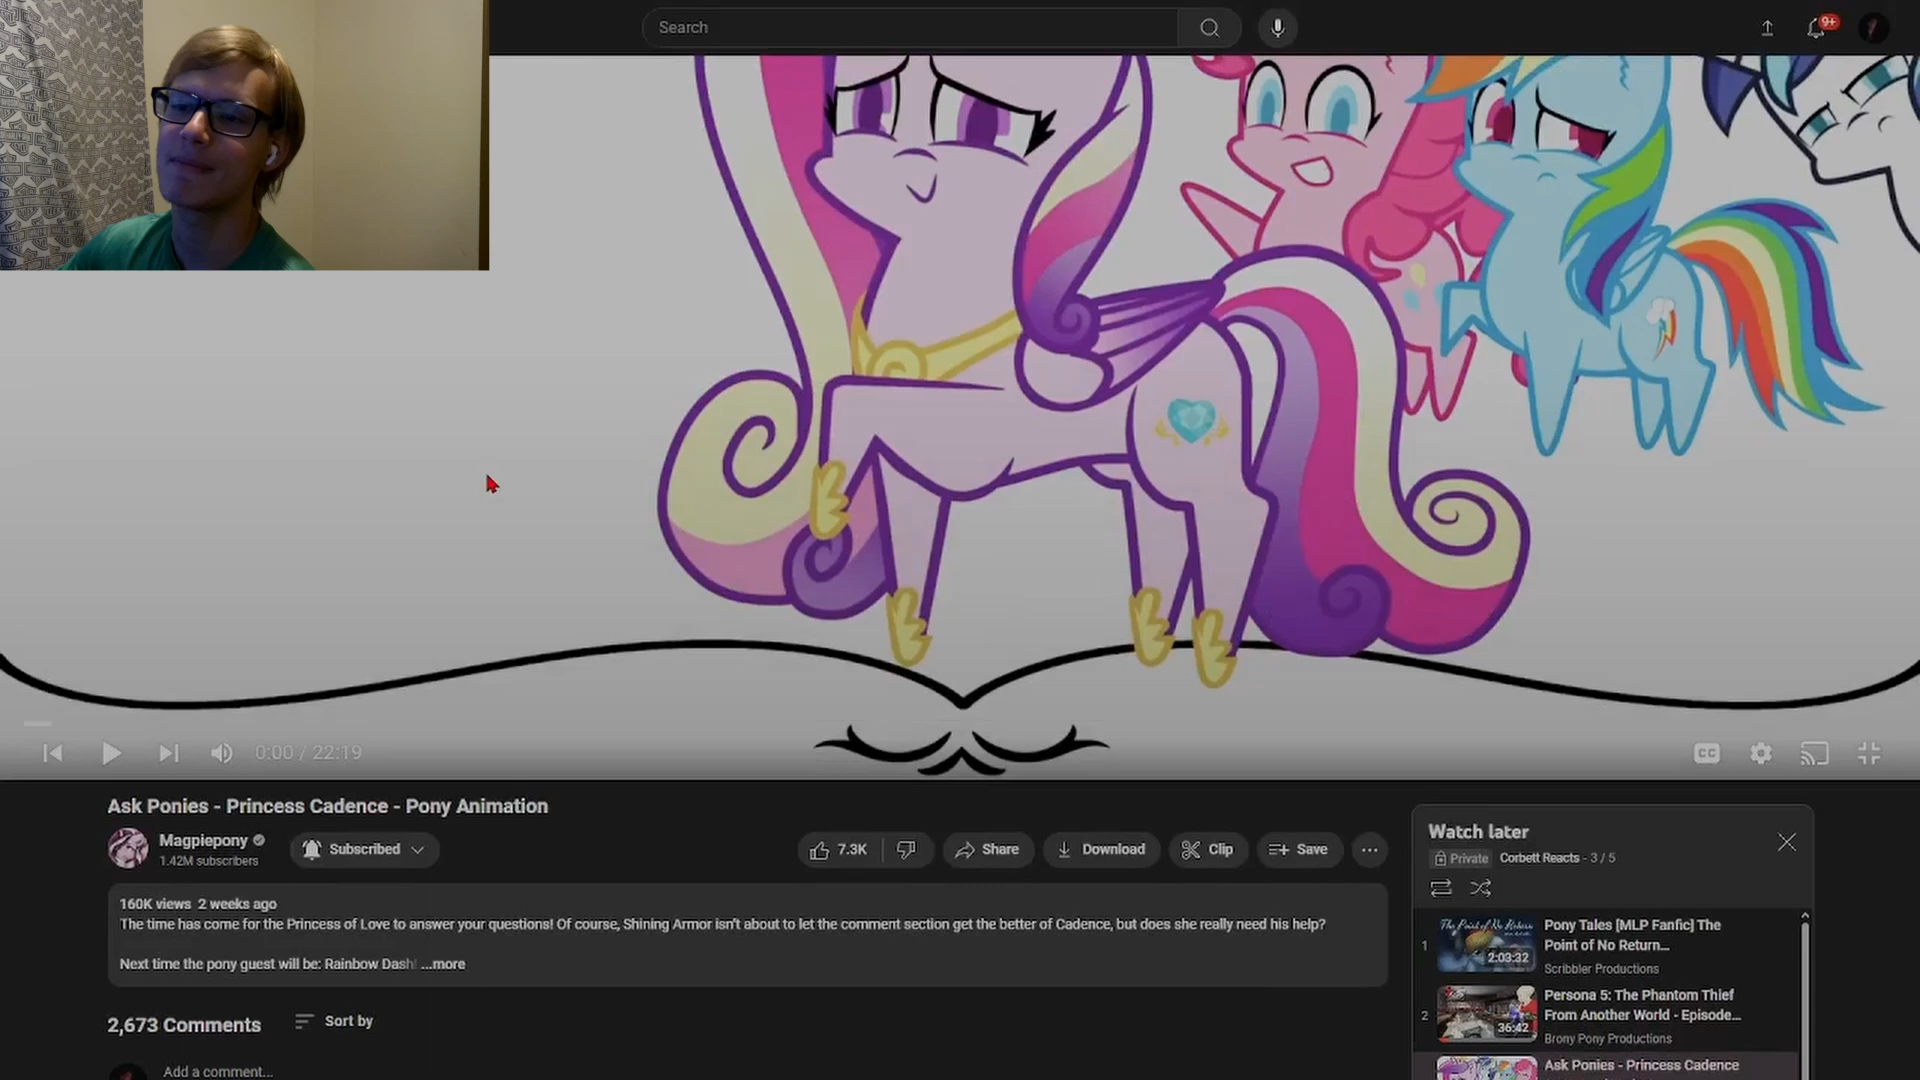 Search
9+
0:00 / 22:19
CC
Ask Ponies - Princess Cadence - Pony Animation
Magpiepony
1.42M subscribers
Subscribed
7.3K
Share
Download
Clip
Save
160K views 2 weeks ago
The time has come for the Princess of Love to answer your questions! Of course, Shining Armor isn't about to let the comment section get the better of Cadence, but does she really need his help?
Next time the pony guest will be: Rainbow Dash! ...more
2,673 Comments
Sort by
Add a comment...
Watch later
Private Corbett Reacts - 3 / 5
1
The Point of No Return
2:03:32
Pony Tales [MLP Fanfic] The
Point of No Return...
Scribbler Productions
2
36:42
Persona 5: The Phantom Thief
From Another World - Episode...
Brony Pony Productions
Ask Ponies - Princess Cadence